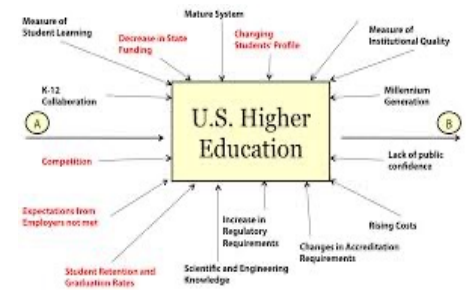 Measure of
Student Learning
Mature System
Decrease in State
Funding
Changing
Students' Profile
Measure of
Institutional Quality
K-12
Collaboration
Millennium
Generation
A
U.S. Higher
Education
B
Competition
Lack of public
confidence
Expectations from
Employers not met
Increase in
Regulatory
Requirements
Rising Costs
Changes in Accreditation
Requirements
Student Retention and
Graduation Rates
Scientific and Engineering
Knowledge